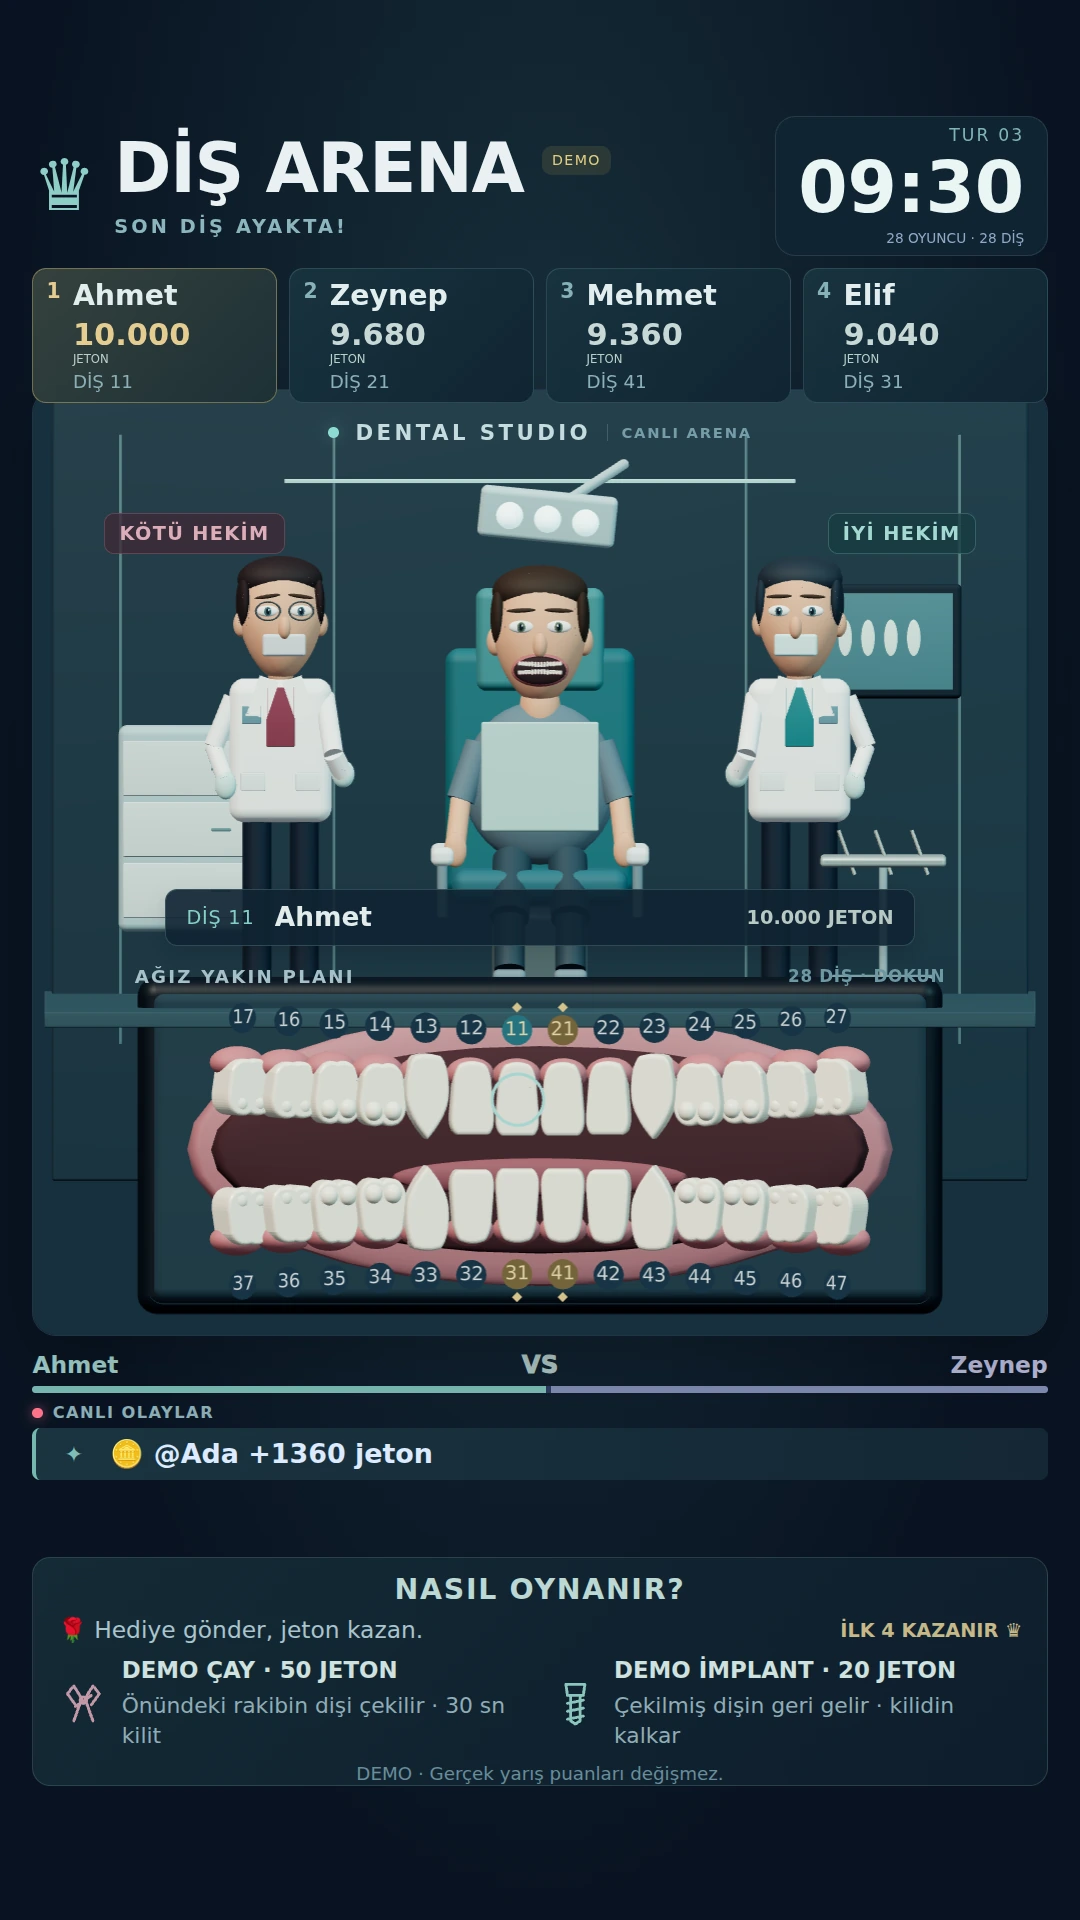 DİŞ ARENA DEMO
SON DİŞ AYAKTA!
TUR 03
09:30
28 OYUNCU · 28 DİŞ
1 Ahmet
10.000
JETON
DİŞ 11
2 Zeynep
9.680
JETON
DİŞ 21
3 Mehmet
9.360
JETON
DİŞ 41
4 Elif
9.040
JETON
DİŞ 31
DENTAL STUDIO CANLI ARENA
KÖTÜ HEKİM
İYİ HEKİM
DİŞ 11 Ahmet 10.000 JETON
AĞIZ YAKIN PLANI 28 DİŞ · DOKUN
17 16 15 14 13 12 11 21 22 23 24 25 26 27
37 36 35 34 33 32 31 41 42 43 44 45 46 47
Ahmet VS Zeynep
CANLI OLAYLAR
✦ 🪙 @Ada +1360 jeton
NASIL OYNANIR?
🌹 Hediye gönder, jeton kazan. İLK 4 KAZANIR ♛
DEMO ÇAY · 50 JETON
Önündeki rakibin dişi çekilir · 30 sn
kilit
DEMO İMPLANT · 20 JETON
Çekilmiş dişin geri gelir · kilidin
kalkar
DEMO · Gerçek yarış puanları değişmez.